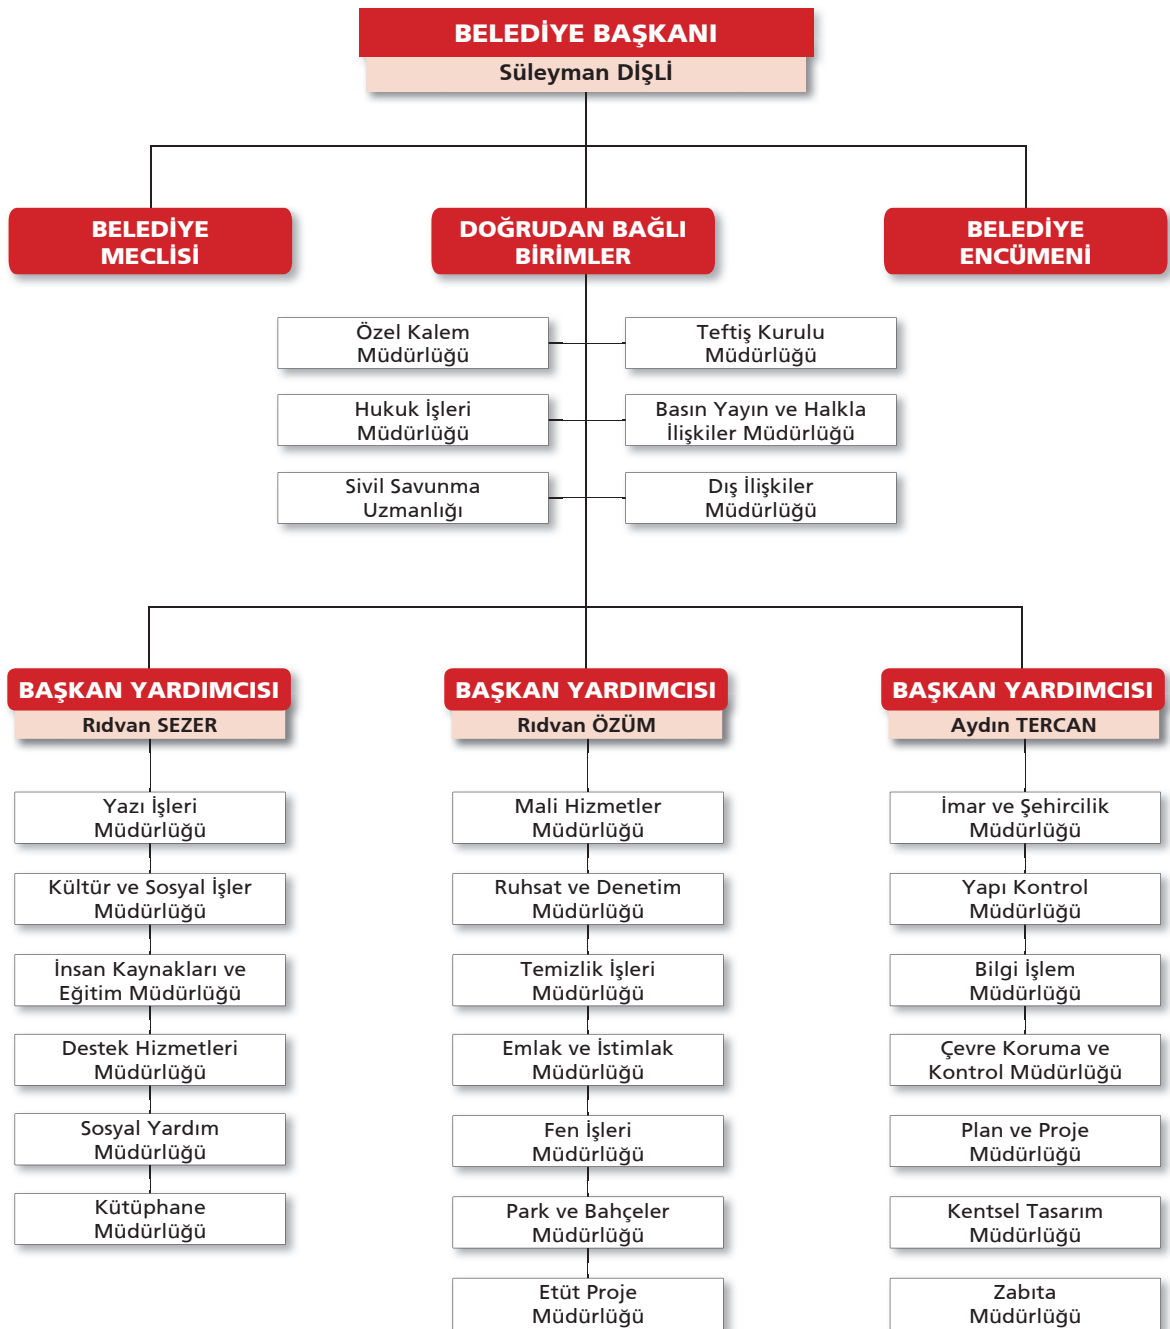 BELEDİYE BAŞKANI
Süleyman DİŞLİ
BELEDİYE
MECLİSİ
DOĞRUDAN BAĞLI
BİRİMLER
BELEDİYE
ENCÜMENİ
Özel Kalem
Müdürlüğü
Teftiş Kurulu
Müdürlüğü
Hukuk İşleri
Müdürlüğü
Basın Yayın ve Halkla
İlişkiler Müdürlüğü
Sivil Savunma
Uzmanlığı
Dış İlişkiler
Müdürlüğü
BAŞKAN YARDIMCISI
Rıdvan SEZER
Yazı İşleri
Müdürlüğü
Kültür ve Sosyal İşler
Müdürlüğü
İnsan Kaynakları ve
Eğitim Müdürlüğü
Destek Hizmetleri
Müdürlüğü
Sosyal Yardım
Müdürlüğü
Kütüphane
Müdürlüğü
BAŞKAN YARDIMCISI
Rıdvan ÖZÜM
Mali Hizmetler
Müdürlüğü
Ruhsat ve Denetim
Müdürlüğü
Temizlik İşleri
Müdürlüğü
Emlak ve İstimlak
Müdürlüğü
Fen İşleri
Müdürlüğü
Park ve Bahçeler
Müdürlüğü
Etüt Proje
Müdürlüğü
BAŞKAN YARDIMCISI
Aydın TERCAN
İmar ve Şehircilik
Müdürlüğü
Yapı Kontrol
Müdürlüğü
Bilgi İşlem
Müdürlüğü
Çevre Koruma ve
Kontrol Müdürlüğü
Plan ve Proje
Müdürlüğü
Kentsel Tasarım
Müdürlüğü
Zabıta
Müdürlüğü